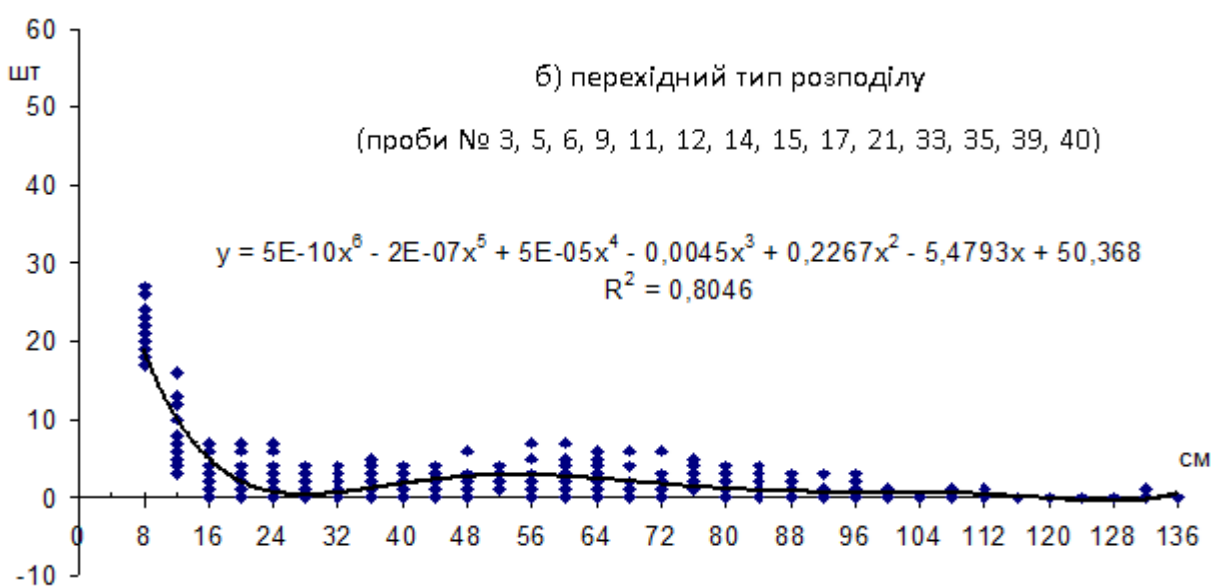 60
шт
б) перехідний тип розподілу
50
(проби № 3, 5, 6, 9, 11, 12, 14, 15, 17, 21, 33, 35, 39, 40)
40
y = 5E-10x⁶ - 2E-07x⁵ + 5E-05x⁴ - 0,0045x³ + 0,2267x² - 5,4793x + 50,368
30
R² = 0,8046
20
10
см
0
0 8 16 24 32 40 48 56 64 72 80 88 96 104 112 120 128 136
-10